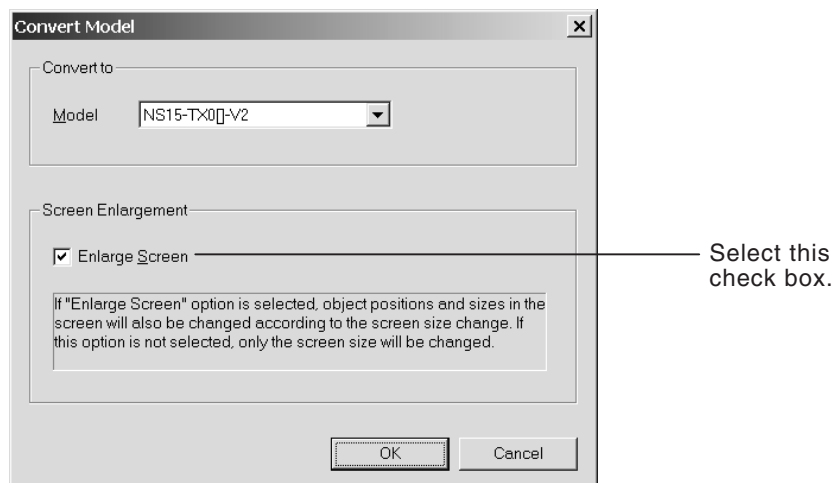 Convert Model
Convert to
Model
NS15-TX0[]-V2
Screen Enlargement
Enlarge Screen
If "Enlarge Screen" option is selected, object positions and sizes in the
screen will also be changed according to the screen size change. If
this option is not selected, only the screen size will be changed.
OK
Cancel
Select this
check box.